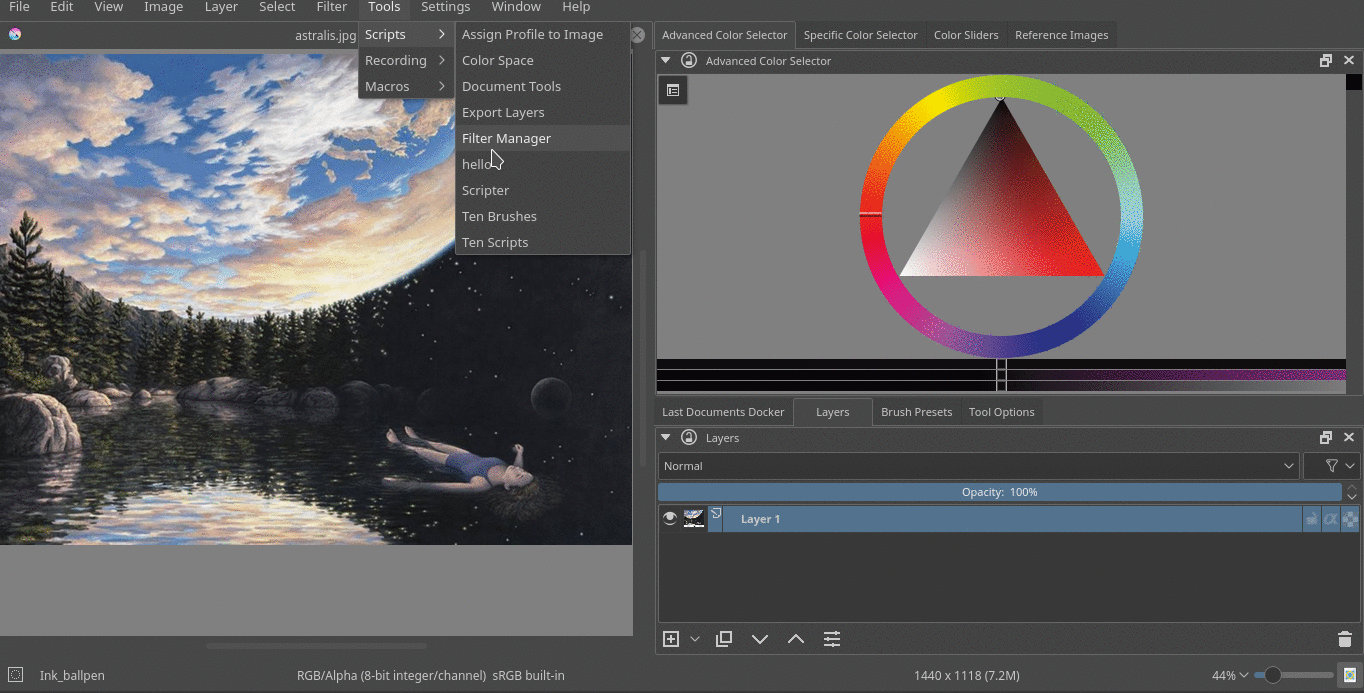 File Edit View Image Layer Select Filter Tools Settings Window Help
astralis.jpg
Scripts
Recording
Macros
Assign Profile to Image
Color Space
Document Tools
Export Layers
Filter Manager
hello
Scripter
Ten Brushes
Ten Scripts
Advanced Color Selector Specific Color Selector Color Sliders Reference Images
Advanced Color Selector
Last Documents Docker Layers Brush Presets Tool Options
Layers
Normal
Opacity: 100%
Layer 1
Ink_ballpen RGB/Alpha (8-bit integer/channel) sRGB built-in 1440 x 1118 (7.2M) 44%